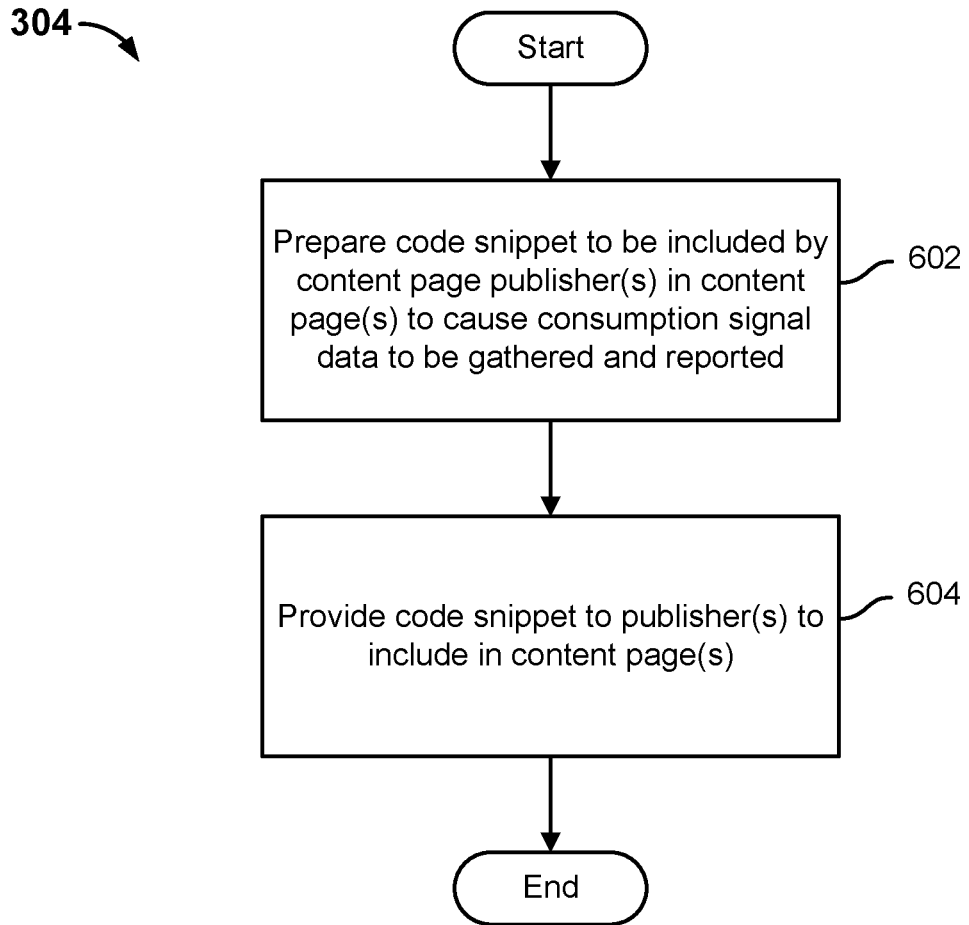 304
Start
Prepare code snippet to be included by
content page publisher(s) in content
page(s) to cause consumption signal
data to be gathered and reported
602
Provide code snippet to publisher(s) to
include in content page(s)
604
End